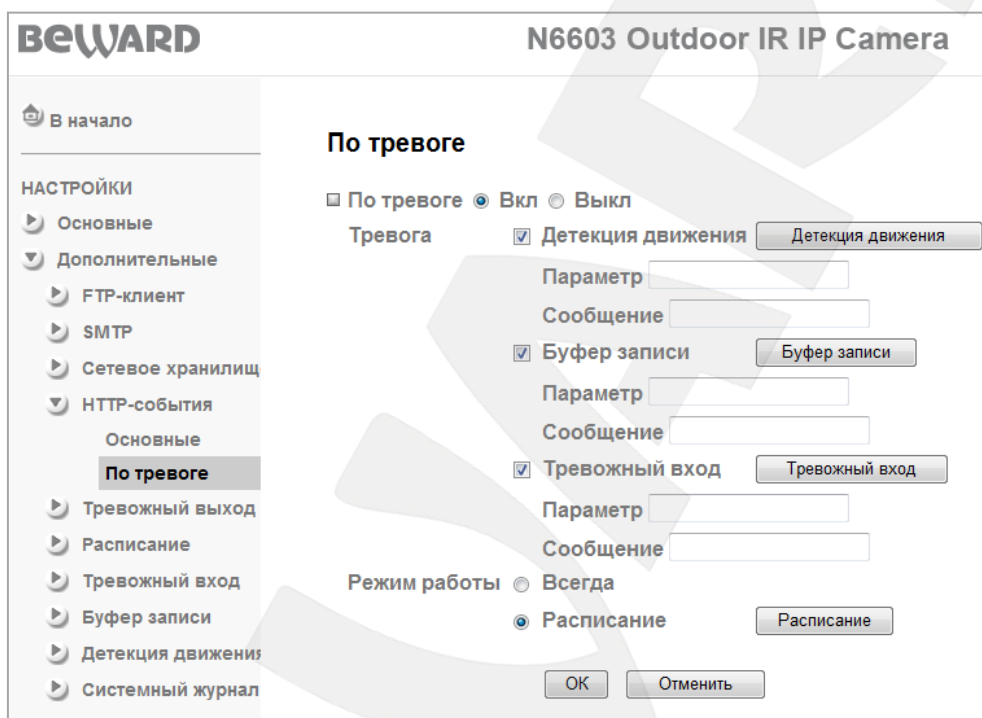 BEWARD
N6603 Outdoor IR IP Camera
В начало
НАСТРОЙКИ
Основные
Дополнительные
FTP-клиент
SMTP
Сетевое хранилищ
HTTP-события
Основные
По тревоге
Тревожный выход
Расписание
Тревожный вход
Буфер записи
Детекция движения
Системный журнал
По тревоге
По тревоге Вкл Выкл
Тревога Детекция движения Детекция движения
Параметр
Сообщение
Буфер записи Буфер записи
Параметр
Сообщение
Тревожный вход Тревожный вход
Параметр
Сообщение
Режим работы Всегда
Расписание Расписание
OK Отменить